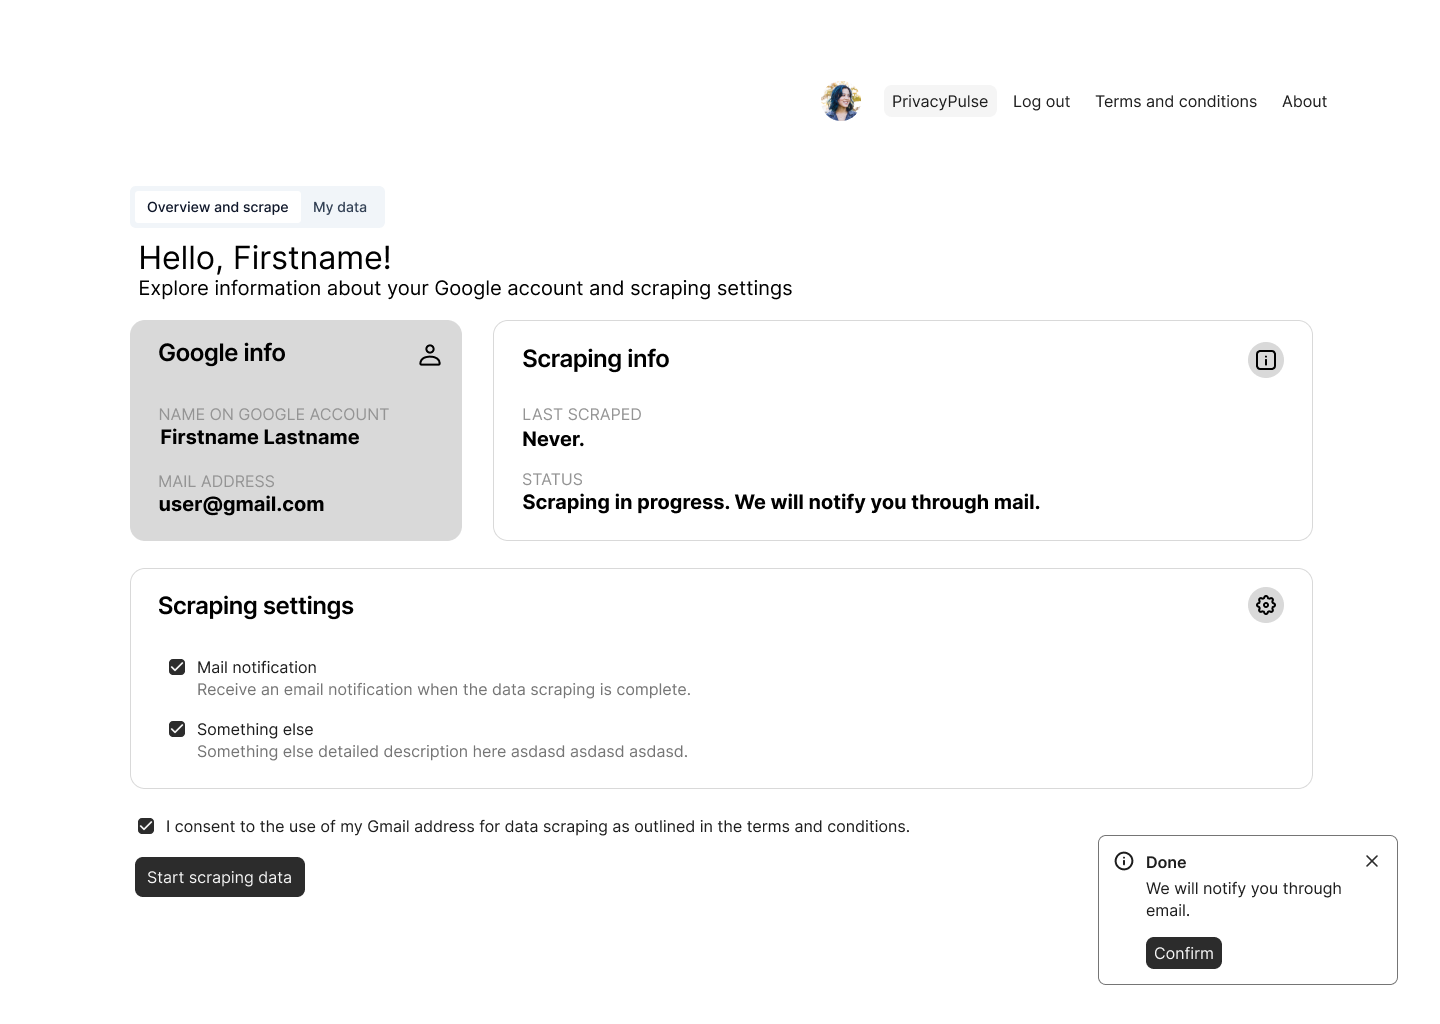 PrivacyPulse Log out Terms and conditions About
Overview and scrape My data
Hello, Firstname!
Explore information about your Google account and scraping settings
Google info
NAME ON GOOGLE ACCOUNT
Firstname Lastname
MAIL ADDRESS
user@gmail.com
Scraping info
LAST SCRAPED
Never.
STATUS
Scraping in progress. We will notify you through mail.
Scraping settings
Mail notification
Receive an email notification when the data scraping is complete.
Something else
Something else detailed description here asdasd asdasd asdasd.
I consent to the use of my Gmail address for data scraping as outlined in the terms and conditions.
Start scraping data
Done
We will notify you through
email.
Confirm